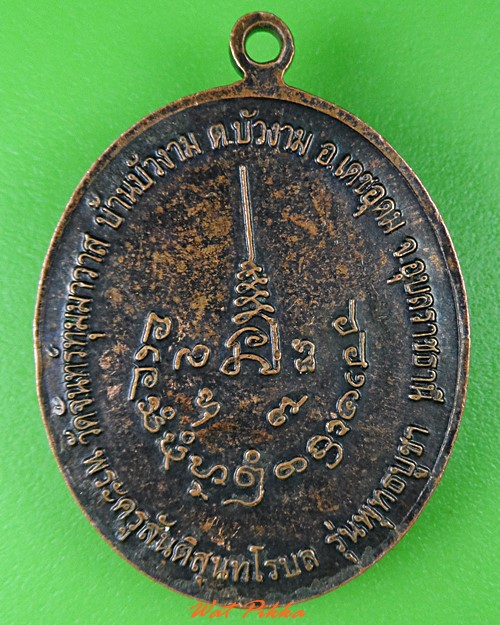 วัดจันทรทุมมาวาส บ้านบัวงาม ต.บัวงาม อ.เดชอุดม จ.อุบลราชธานี
พระครูสันติสุนทโรบล รุ่นพุทธบูชา
Wat Pikha